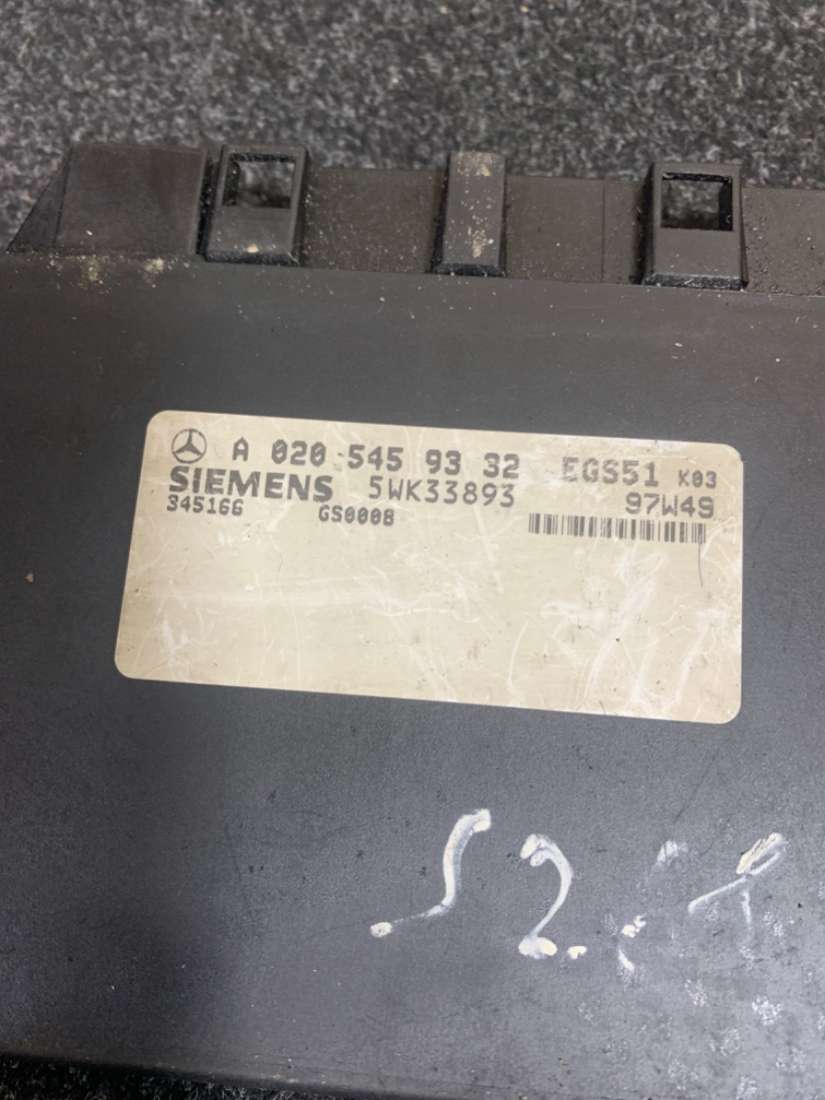 A 020 545 93 32 EGS51 K03
SIEMENS 5WK33893 97W49
345166 GS0008